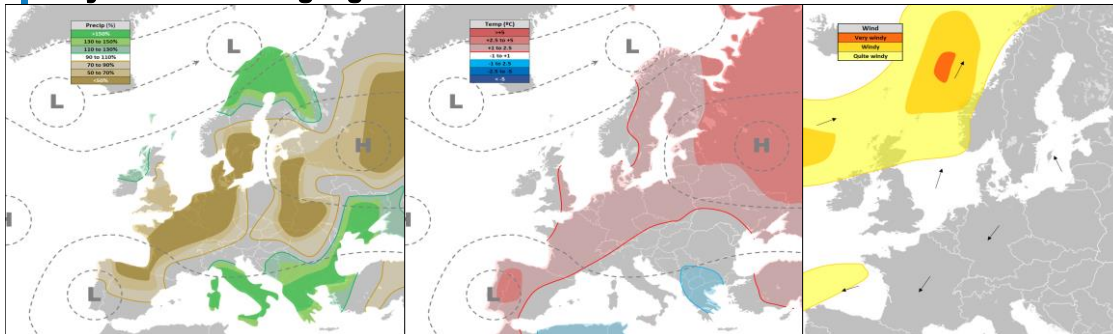 Precip (%)
>150%
130 to 150%
110 to 130%
90 to 110%
70 to 90%
50 to 70%
<50%
L
L
H
H
L
Temp (ºC)
>+5
+2.5 to +5
+1 to 2.5
-1 to +1
-1 to 2.5
-2.5 to -5
< -5
L
L
H
H
L
Wind
Very windy
Windy
Quite windy